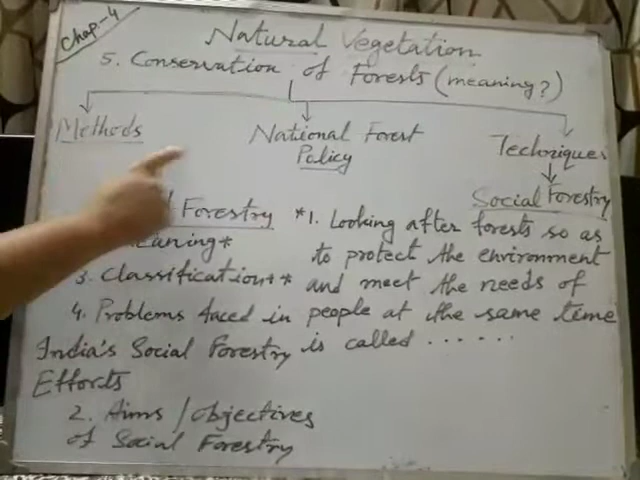 Chap-4
Natural Vegetation
5. Conservation of Forests (meaning?)
Methods
National Forest
Policy
Techniques
Social Forestry
Forestry
*1. Looking after forests so as
to protect the environment
and meet the needs of
people at the same time
is called ......
3. Classification**
4. Problems faced in
India's Social Forestry
Efforts
2. Aims/objectives
of Social Forestry